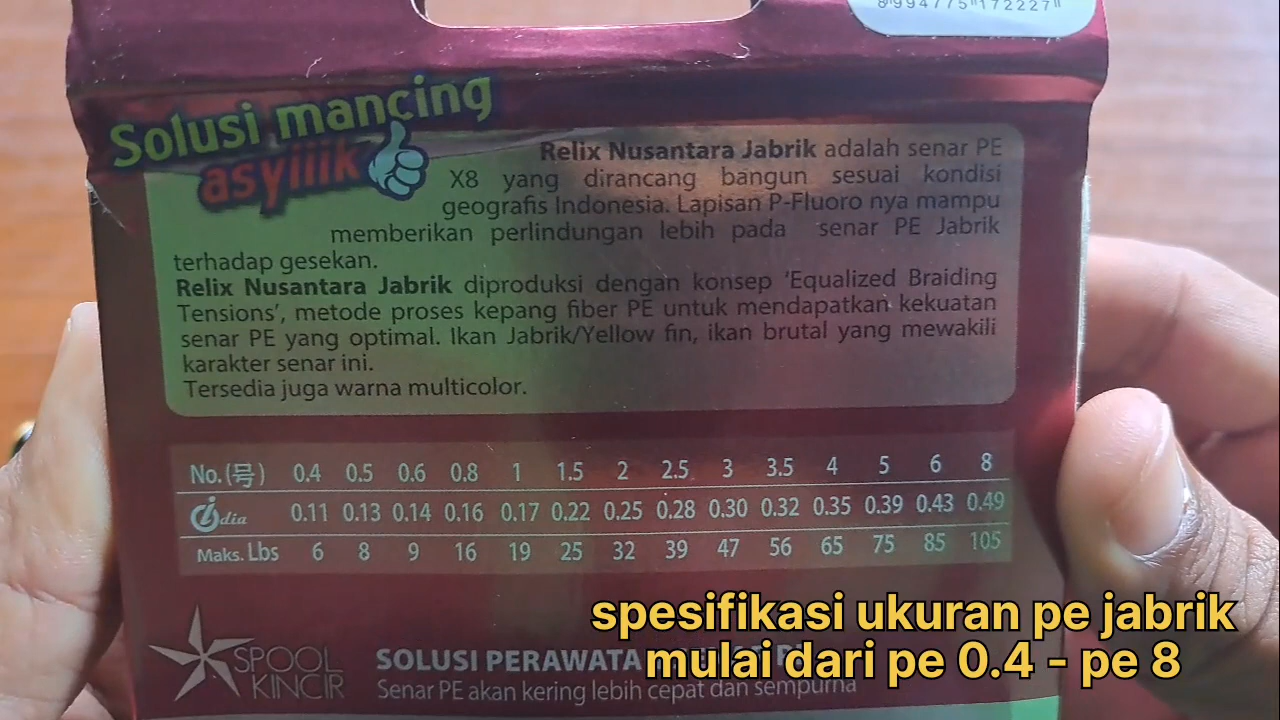 8 994775 172227
Solusi mancing
asyiiik
Relix Nusantara Jabrik adalah senar PE
X8 yang dirancang bangun sesuai kondisi
geografis Indonesia. Lapisan P-Fluoro nya mampu
memberikan perlindungan lebih pada senar PE Jabrik
terhadap gesekan.
Relix Nusantara Jabrik diproduksi dengan konsep 'Equalized Braiding
Tensions', metode proses kepang fiber PE untuk mendapatkan kekuatan
senar PE yang optimal. Ikan Jabrik/Yellow fin, ikan brutal yang mewakili
karakter senar ini.
Tersedia juga warna multicolor.
No.(号) 0.4 0.5 0.6 0.8 1 1.5 2 2.5 3 3.5 4 5 6 8
dia 0.11 0.13 0.14 0.16 0.17 0.22 0.25 0.28 0.30 0.32 0.35 0.39 0.43 0.49
Maks. Lbs 6 8 9 16 19 25 32 39 47 56 65 75 85 105
SPOOL
KINCIR
SOLUSI
Senar PE akan kering lebih cepat dan sempurna
spesifikasi ukuran pe jabrik
mulai dari pe 0.4 - pe 8